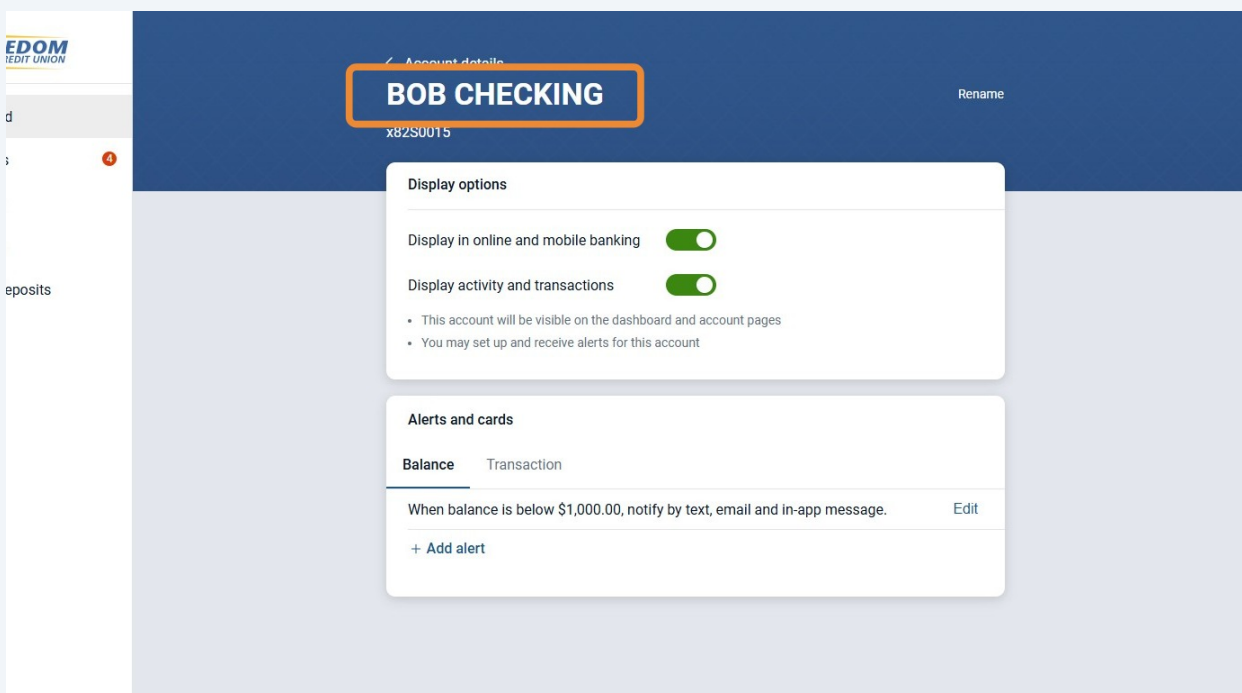 EDOM
REDIT UNION
d
s
4
eposits
Account details
BOB CHECKING
x82S0015
Rename
Display options
Display in online and mobile banking
Display activity and transactions
• This account will be visible on the dashboard and account pages
• You may set up and receive alerts for this account
Alerts and cards
Balance Transaction
When balance is below $1,000.00, notify by text, email and in-app message. Edit
+ Add alert